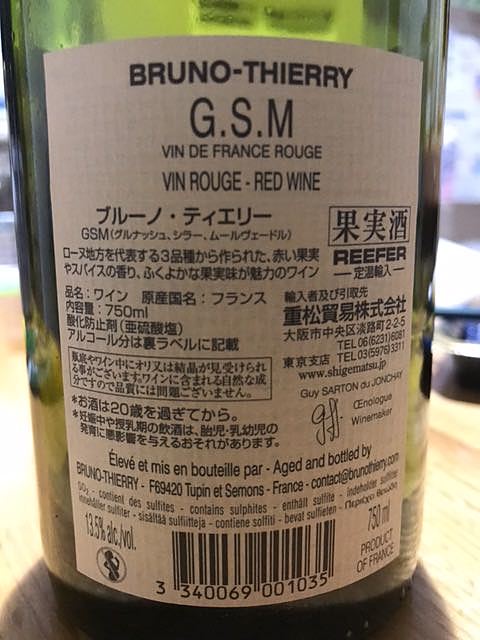 BRUNO-THIERRY
G.S.M
VIN DE FRANCE ROUGE
VIN ROUGE - RED WINE
ブルーノ・ティエリー
GSM(グルナッシュ、シラー、ムールヴェードル)
ローヌ地方を代表する3品種から作られた、赤い果実
やスパイスの香り、ふくよかな果実味が魅力のワイン
果実酒
REEFER
定温輸入
品名:ワイン 原産国名:フランス
内容量:750ml
酸化防止剤(亜硫酸塩)
アルコール分は裏ラベルに記載
輸入者及び引取先
重松貿易株式会社
大阪市中央区淡路町2-2-5
TEL 06(6231)6081
東京支店 TEL 03(5976)3311
www.shigematsu.jp
瓶底やワイン中にオリ又は結晶が見受けられ
る事がございます。ワインに含まれる自然な成
分ですので品質には問題ございません。
Guy SARTON du JONCHAY
Œnologue
Winemaker
*お酒は20歳を過ぎてから。
*妊娠中や授乳期の飲酒は、胎児・乳幼児の
発育に悪影響を与えるおそれがあります。
Élevé et mis en bouteille par - Aged and bottled by
BRUNO-THIERRY - F69420 Tupin et Semons - France - contact@brunothierry.com
SO₂ - contient des sulfites - contains sulphites - enthält sulfite - indeholder sulfitter
innehåller sulfiter - sisältää sulfiitteja - contiene solfiti - bevat sulfieten
13.5% alc./vol.
750 ml
PRODUCT
OF FRANCE
3 340069 001035